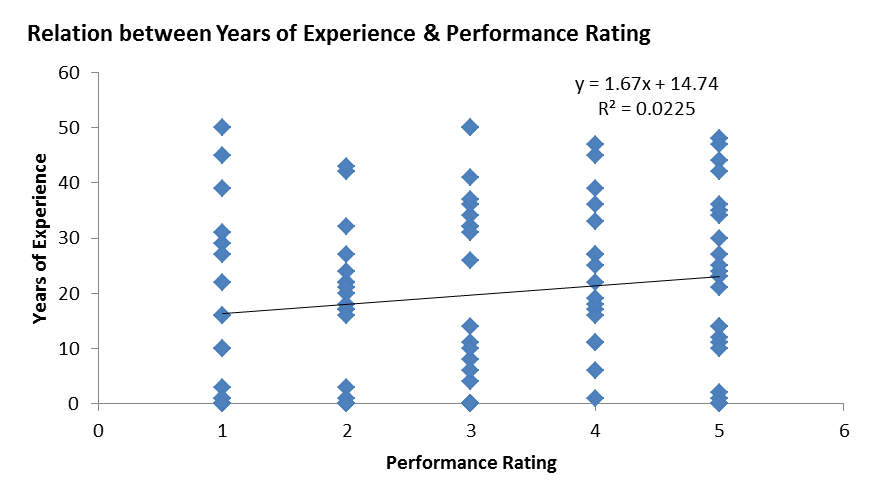 Relation between Years of Experience & Performance Rating
y = 1.67x + 14.74
R² = 0.0225
60
50
40
30
20
10
0
Years of Experience
0 1 2 3 4 5 6
Performance Rating